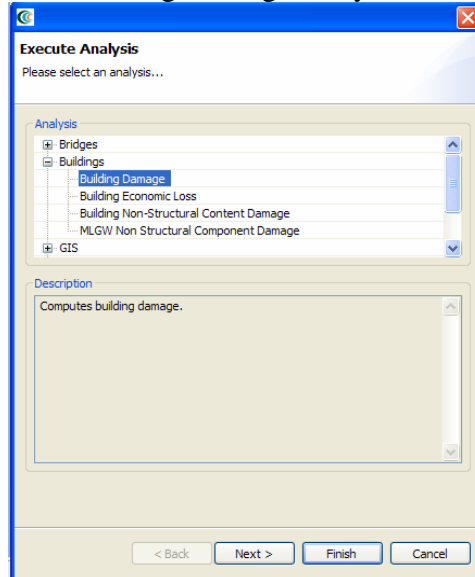 Execute Analysis
Please select an analysis...
Analysis
Bridges
Buildings
Building Damage
Building Economic Loss
Building Non-Structural Content Damage
MLGW Non Structural Component Damage
GIS
Description
Computes building damage.
< Back Next > Finish Cancel